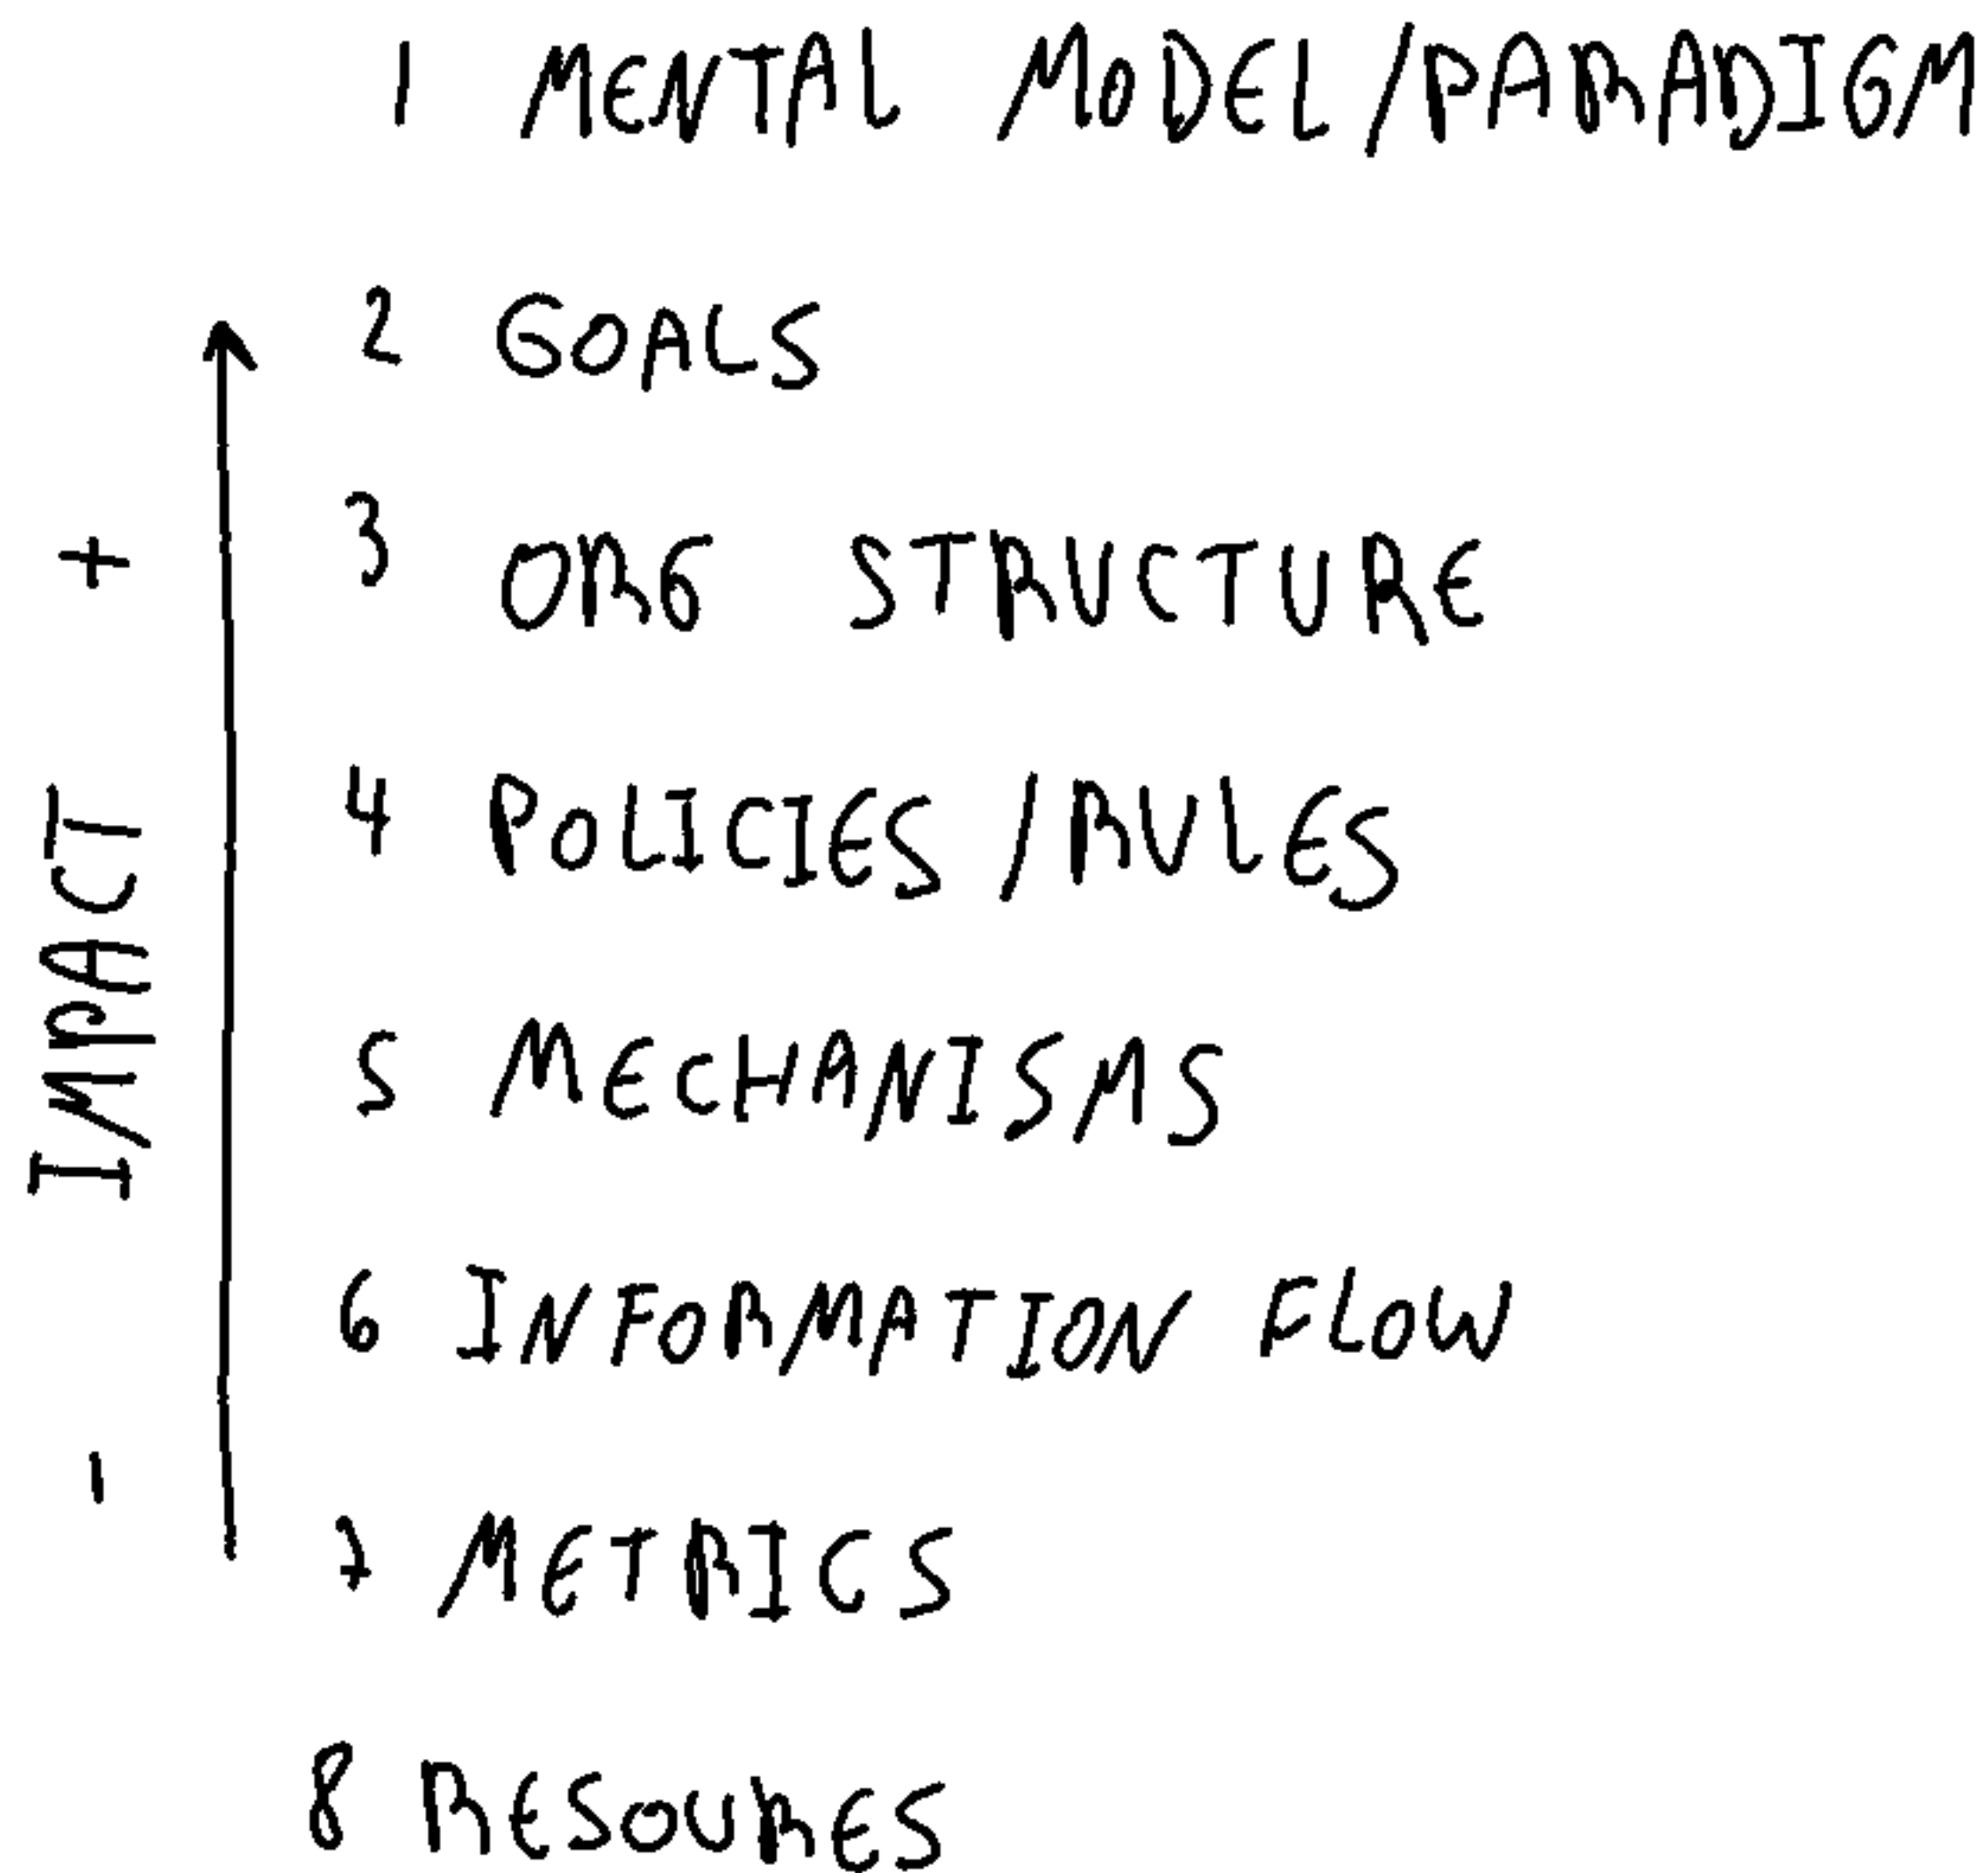 1 MENTAL MODEL/PARADIGM
2 GOALS
3 ORG STRUCTURE
4 POLICIES/RULES
5 MECHANISMS
6 INFORMATION FLOW
7 METRICS
8 RESOURES
- IMPACT +